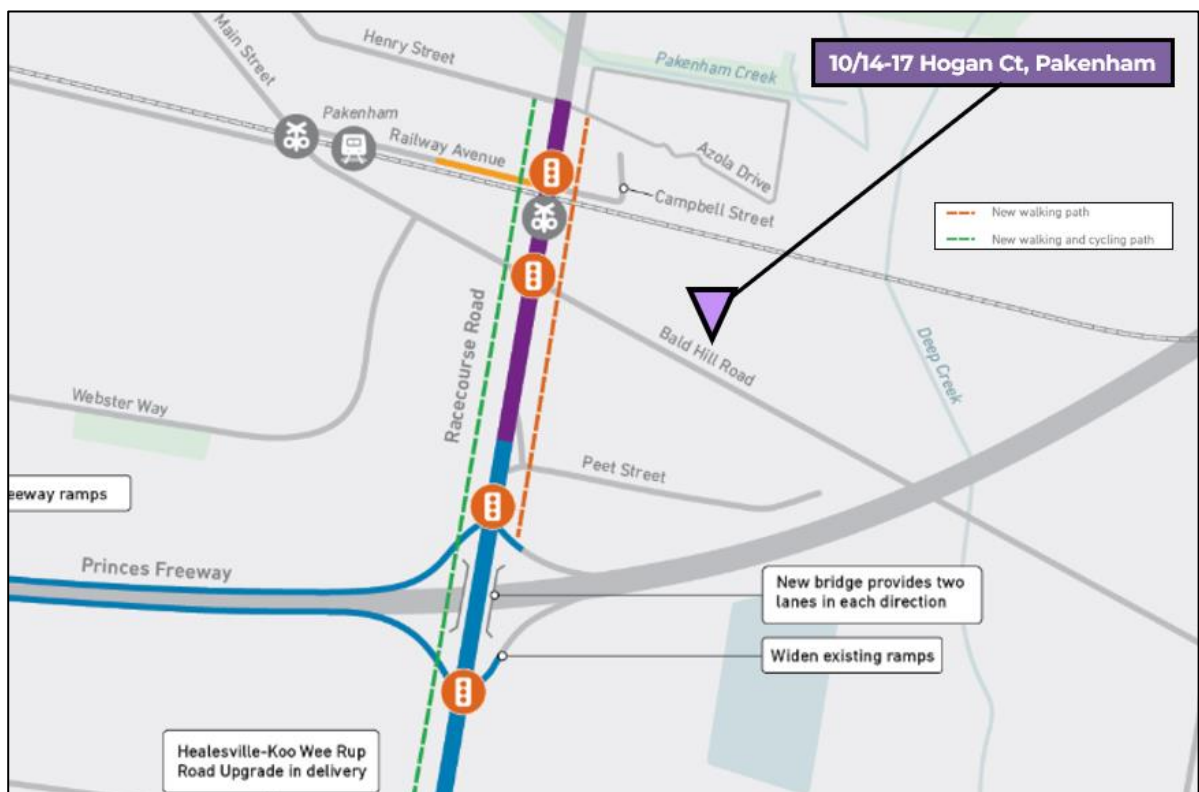 Main Street
Henry Street
Pakenham Creek
10/14-17 Hogan Ct, Pakenham
Pakenham
Railway Avenue
Azola Drive
Campbell Street
New walking path
New walking and cycling path
Racecourse Road
Bald Hill Road
Deep Creek
Webster Way
Peet Street
eeway ramps
Princes Freeway
New bridge provides two
lanes in each direction
Widen existing ramps
Healesville-Koo Wee Rup
Road Upgrade in delivery